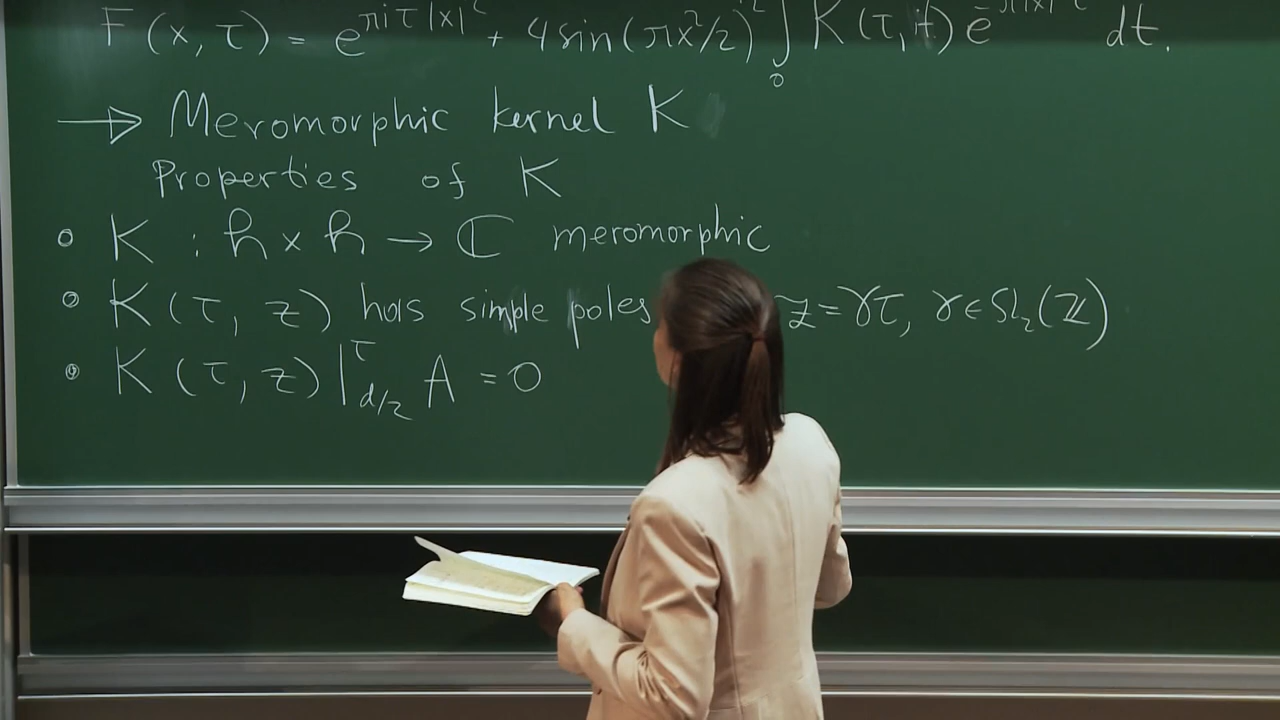 F(x, τ) = e^{πiτ|x|²} + 4 sin(πx²/2)² ∫₀ K(τ, it) e^{-π|x|²t} dt.
→ Meromorphic kernel K
Properties of K
∘ K : ℌ × ℌ → ℂ meromorphic
∘ K(τ, z) has simple poles z = γτ, γ ∈ SL₂(ℤ)
∘ K(τ, z)|^τ_{d/2} A = 0